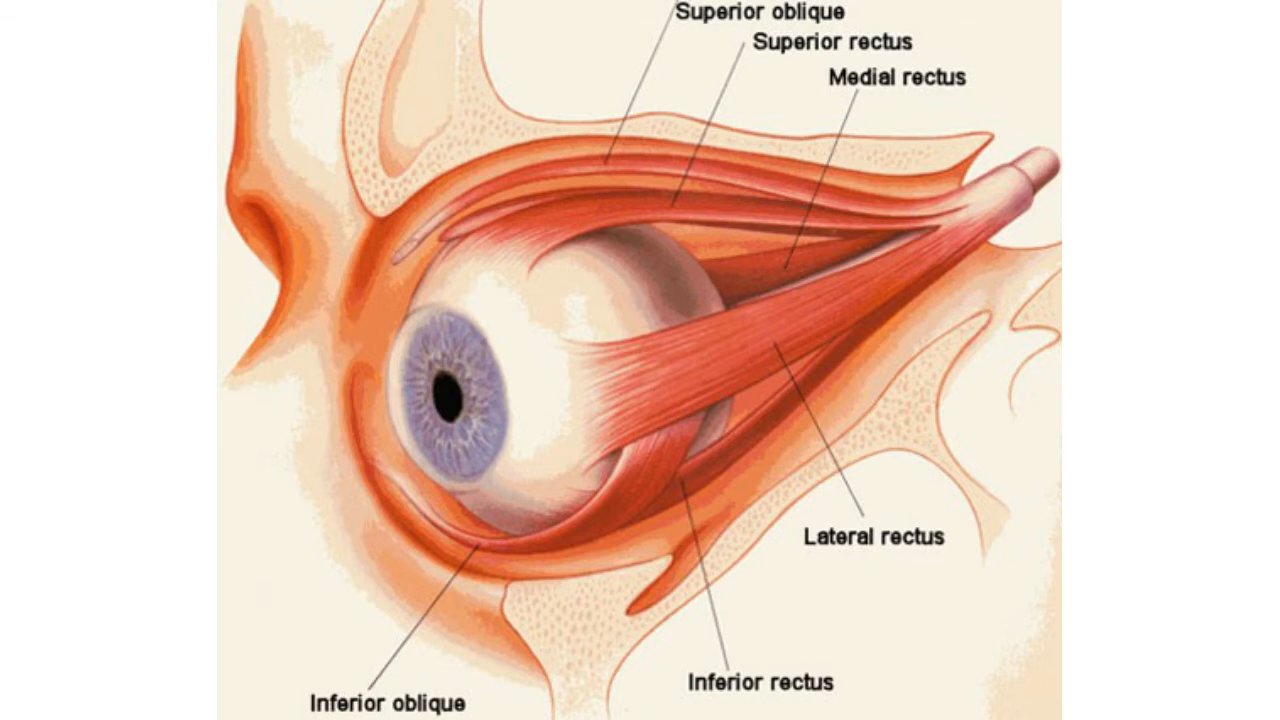 Superior oblique
Superior rectus
Medial rectus
Lateral rectus
Inferior rectus
Inferior oblique